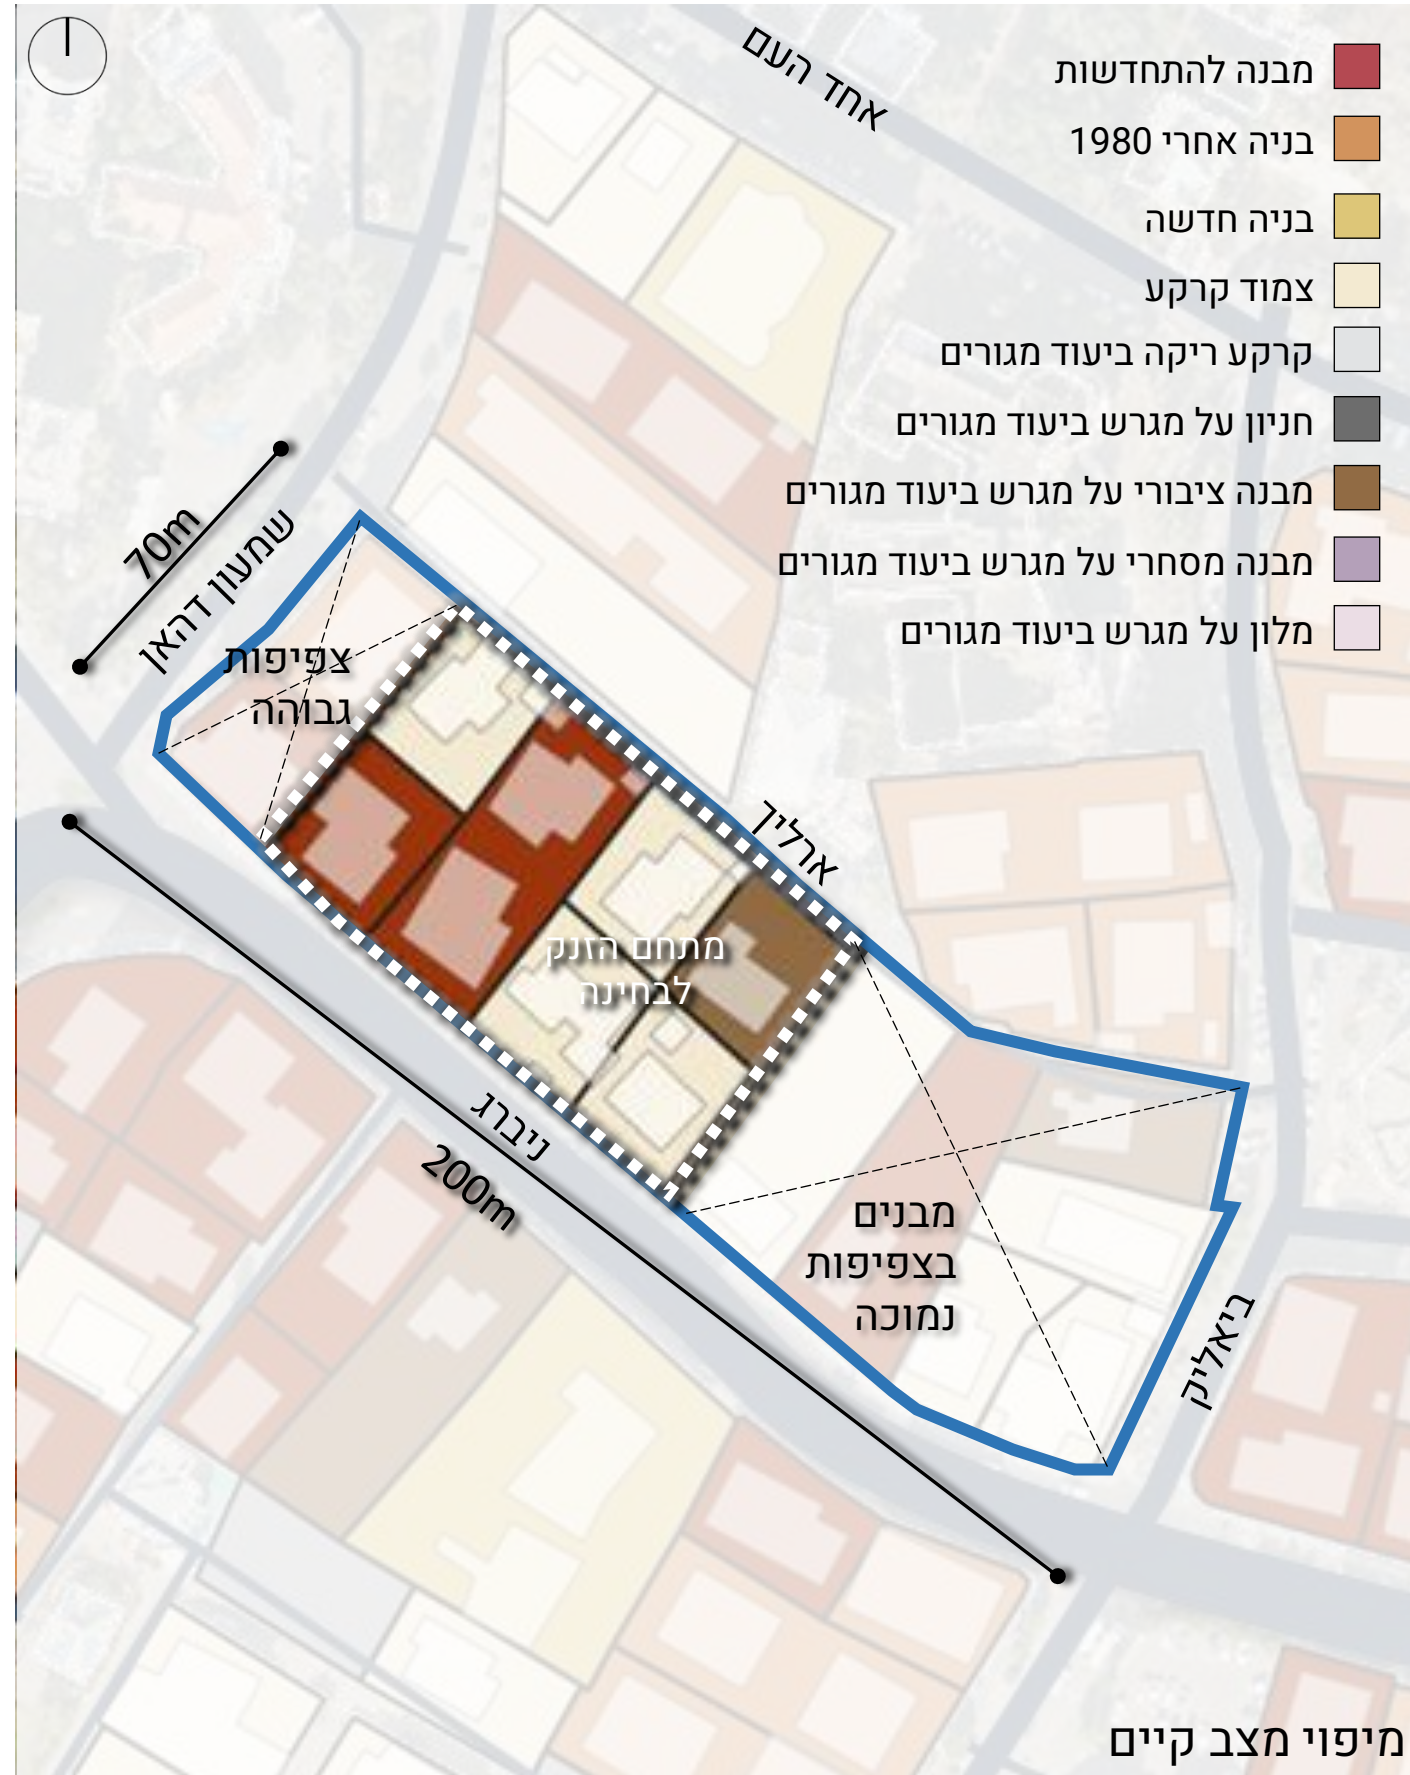 אחד העם
מבנה להתחדשות
בניה אחרי 1980
בניה חדשה
צמוד קרקע
קרקע ריקה ביעוד מגורים
חניון על מגרש ביעוד מגורים
מבנה ציבורי על מגרש ביעוד מגורים
מבנה מסחרי על מגרש ביעוד מגורים
מלון על מגרש ביעוד מגורים
70m
שמעון דהאן
צפיפות
גבוהה
ארליך
מתחם הזנק
לבחינה
ניברג
200m
מבנים
בצפיפות
נמוכה
ביאליק
מיפוי מצב קיים